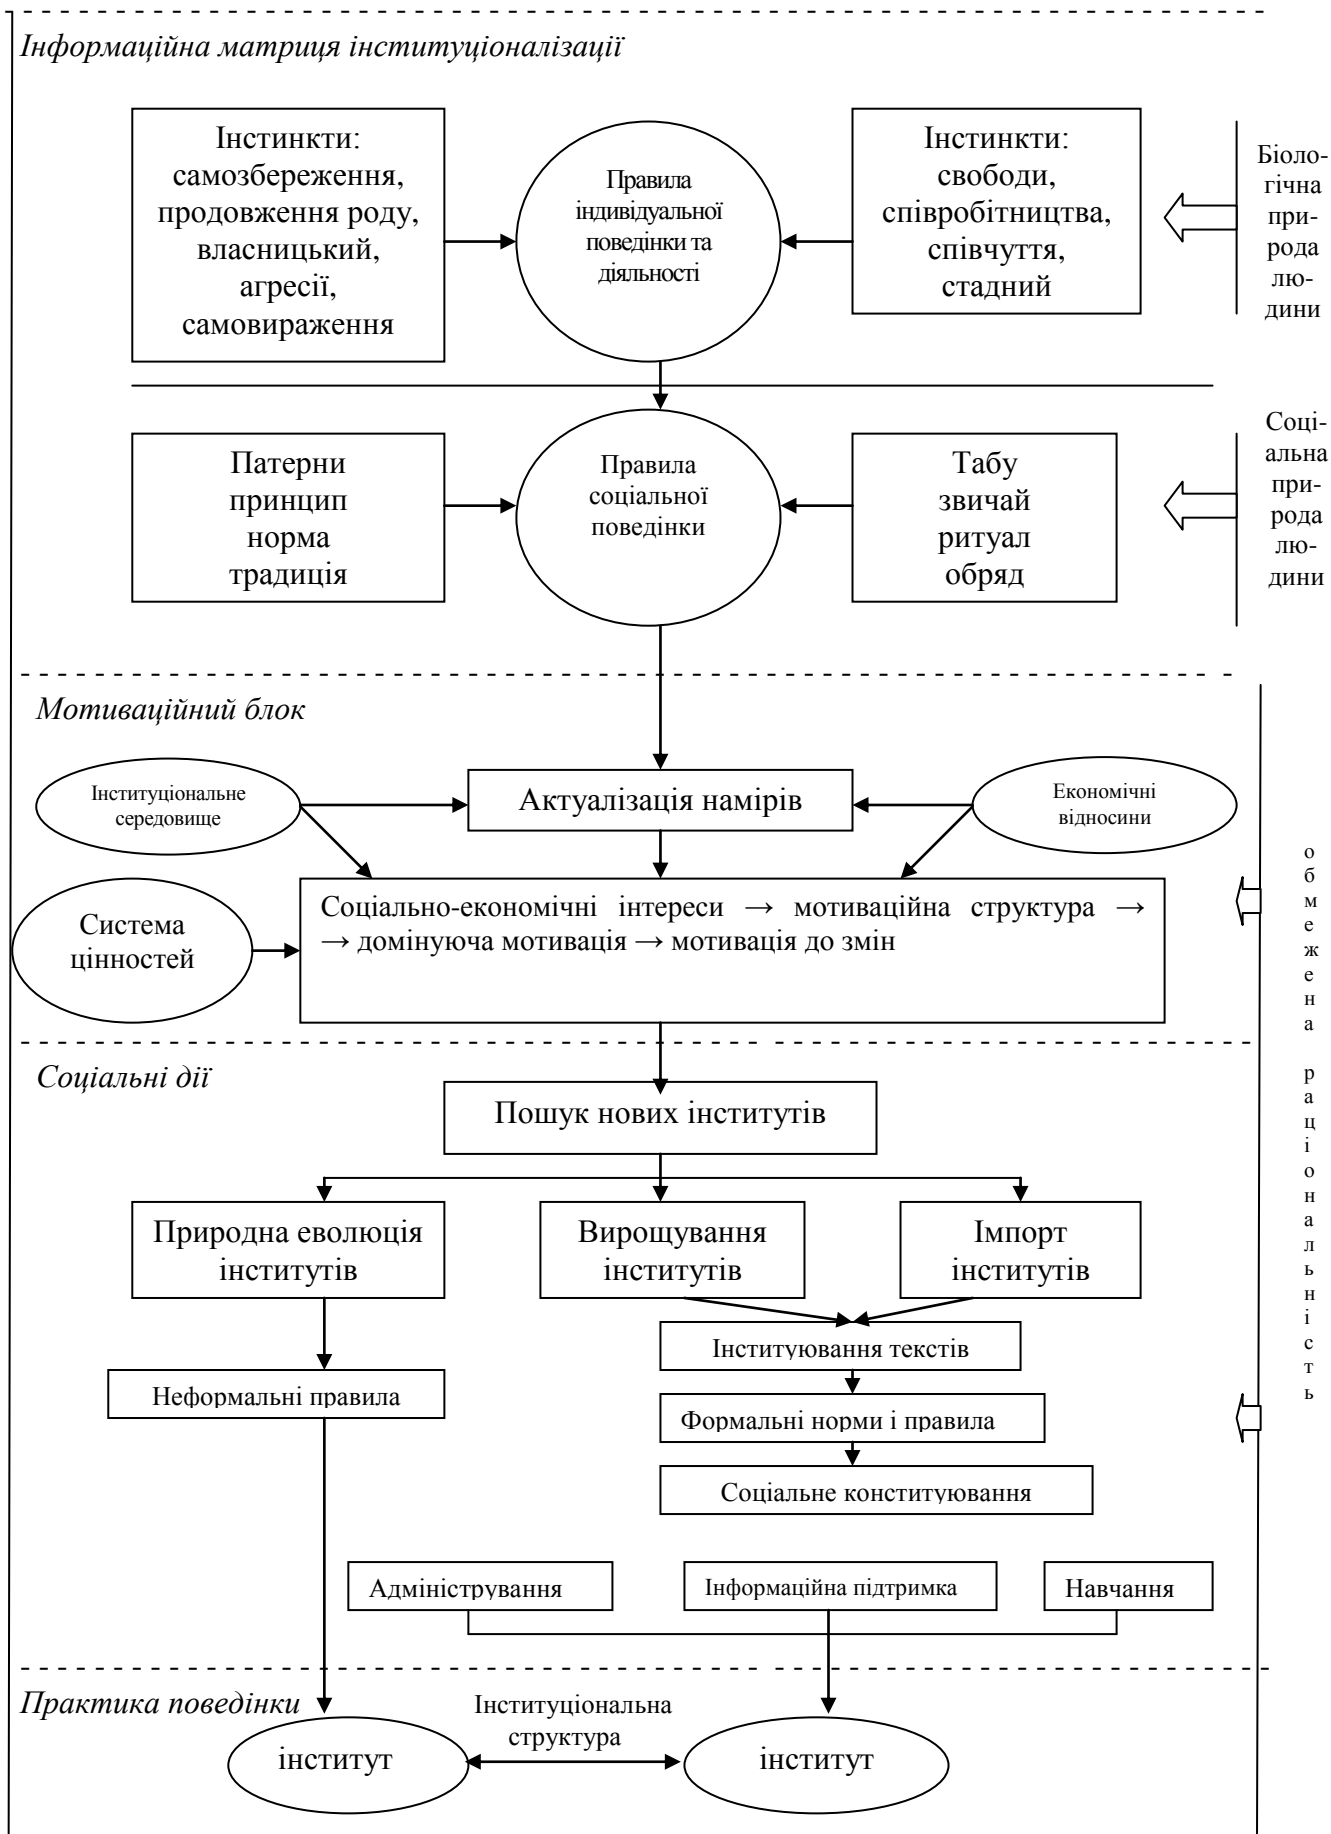 Інформаційна матриця інституціоналізації
Інстинкти:
самозбереження,
продовження роду,
власницький,
агресії,
самовираження
Правила
індивідуальної
поведінки та
діяльності
Інстинкти:
свободи,
співробітництва,
співчуття,
стадний
Біоло-
гічна
при-
рода
лю-
дини
Патерни
принцип
норма
традиція
Правила
соціальної
поведінки
Табу
звичай
ритуал
обряд
Соці-
альна
при-
рода
лю-
дини
Мотиваційний блок
Інституціональне
середовище
Актуалізація намірів
Економічні
відносини
Система
цінностей
Соціально-економічні інтереси → мотиваційна структура →
→ домінуюча мотивація → мотивація до змін
обмежена раціональність
Соціальні дії
Пошук нових інститутів
Природна еволюція
інститутів
Вирощування
інститутів
Імпорт
інститутів
Інституювання текстів
Неформальні правила
Формальні норми і правила
Соціальне конституювання
Адміністрування
Інформаційна підтримка
Навчання
Практика поведінки
Інституціональна
структура
інститут
інститут